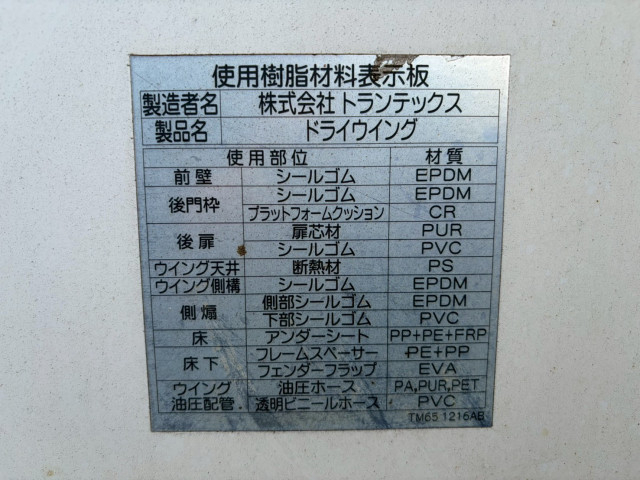 使用樹脂材料表示板
製造者名 株式会社 トランテックス
製品名 ドライウイング
使用部位 材質
前壁 シールゴム EPDM
後門枠 シールゴム EPDM
プラットフォームクッション CR
後扉 扉芯材 PUR
シールゴム PVC
ウイング天井 断熱材 PS
ウイング側構 シールゴム EPDM
側煽 側部シールゴム EPDM
下部シールゴム PVC
床 アンダーシート PP+PE+FRP
床下 フレームスペーサー PE+PP
フェンダーフラップ EVA
ウイング油圧配管 油圧ホース PA,PUR,PET
透明ビニールホース PVC
TM65 1216AB